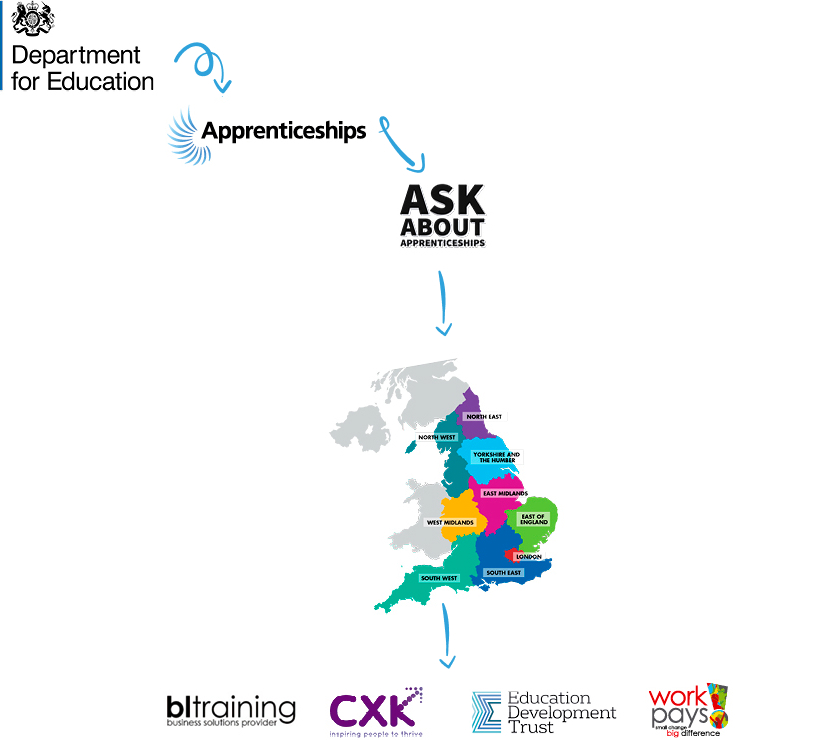 Department
for Education
Apprenticeships
ASK
ABOUT
APPRENTICESHIPS
NORTH EAST
NORTH WEST
YORKSHIRE AND
THE HUMBER
EAST MIDLANDS
EAST OF
ENGLAND
WEST MIDLANDS
LONDON
SOUTH EAST
SOUTH WEST
bltraining
business solutions provider
CXK
inspiring people to thrive
Education
Development
Trust
work
pays
small change
big difference